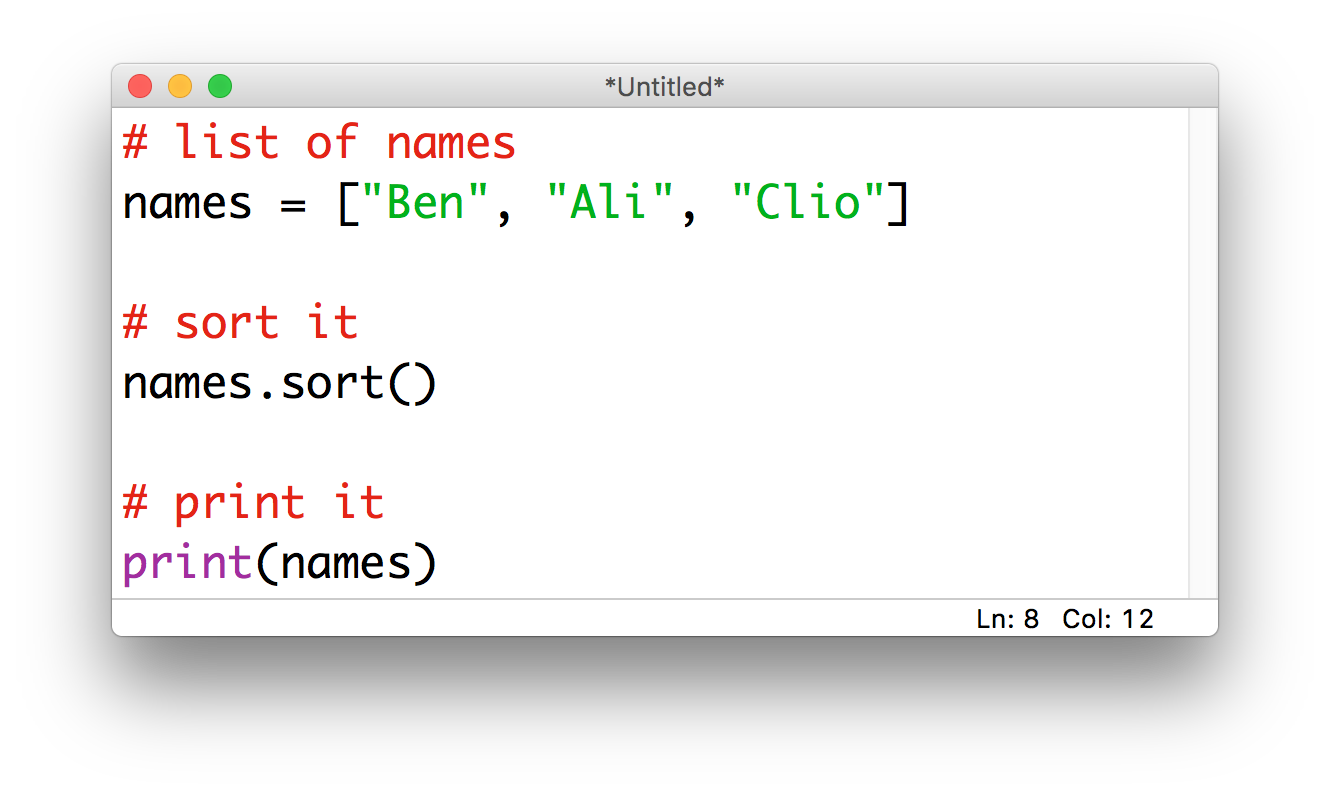 *Untitled*
# list of names
names = ["Ben", "Ali", "Clio"]
# sort it
names.sort()
# print it
print(names)
Ln: 8 Col: 12